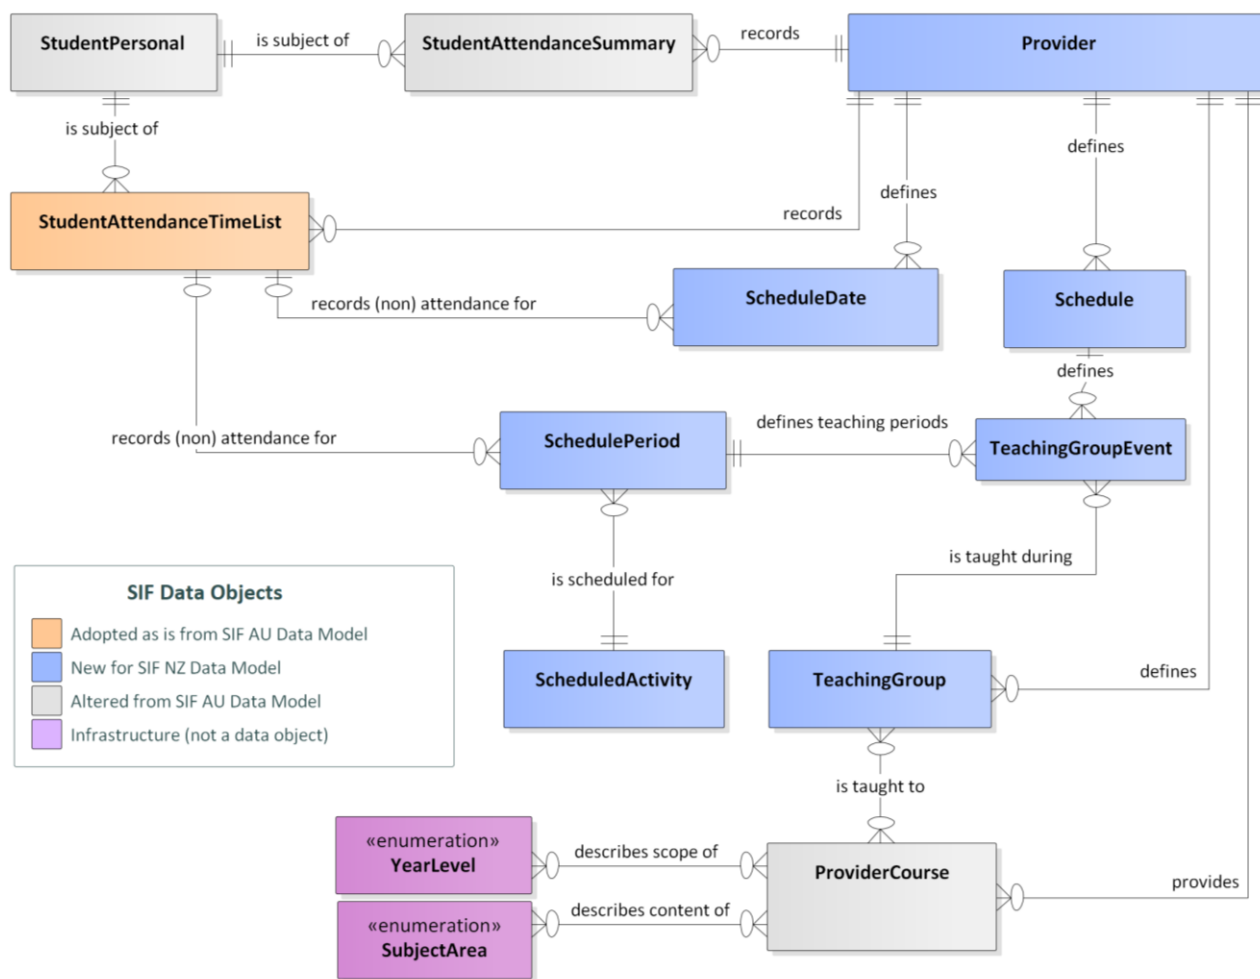 StudentPersonal
is subject of
StudentAttendanceSummary
records
Provider
is subject of
defines
StudentAttendanceTimeList
defines
records
records (non) attendance for
ScheduleDate
Schedule
defines
records (non) attendance for
SchedulePeriod
defines teaching periods
TeachingGroupEvent
is taught during
is scheduled for
SIF Data Objects
Adopted as is from SIF AU Data Model
New for SIF NZ Data Model
Altered from SIF AU Data Model
Infrastructure (not a data object)
ScheduledActivity
TeachingGroup
defines
is taught to
«enumeration»
YearLevel
describes scope of
ProviderCourse
provides
«enumeration»
SubjectArea
describes content of